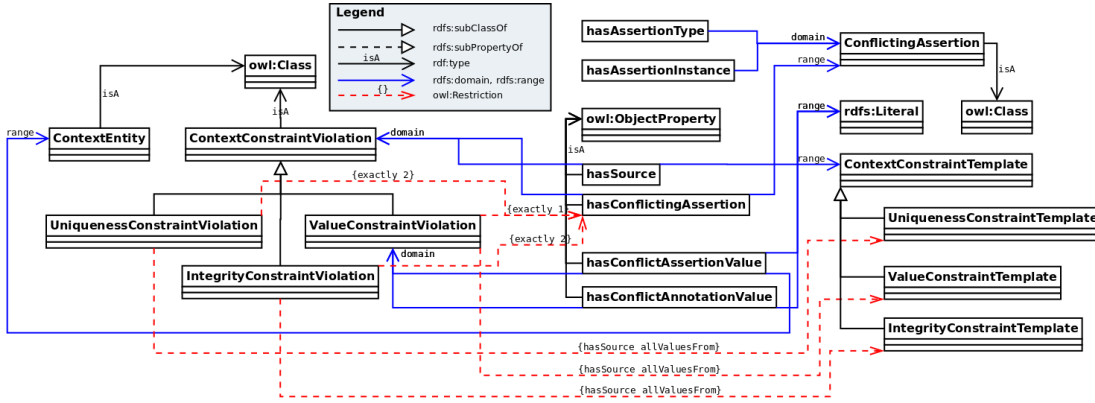 Legend
rdfs:subClassOf
rdfs:subPropertyOf
isA
rdf:type
rdfs:domain, rdfs:range
{}
owl:Restriction
hasAssertionType
domain
ConflictingAssertion
hasAssertionInstance
range
isA
owl:Class
isA
isA
owl:Class
range
rdfs:Literal
owl:ObjectProperty
isA
range
ContextEntity
ContextConstraintViolation
domain
range
ContextConstraintTemplate
hasSource
{exactly 2}
hasConflictingAssertion
{exactly 1}
UniquenessConstraintViolation
ValueConstraintViolation
UniquenessConstraintTemplate
{exactly 2}
domain
hasConflictAssertionValue
IntegrityConstraintViolation
ValueConstraintTemplate
hasConflictAnnotationValue
IntegrityConstraintTemplate
{hasSource allValuesFrom}
{hasSource allValuesFrom}
{hasSource allValuesFrom}